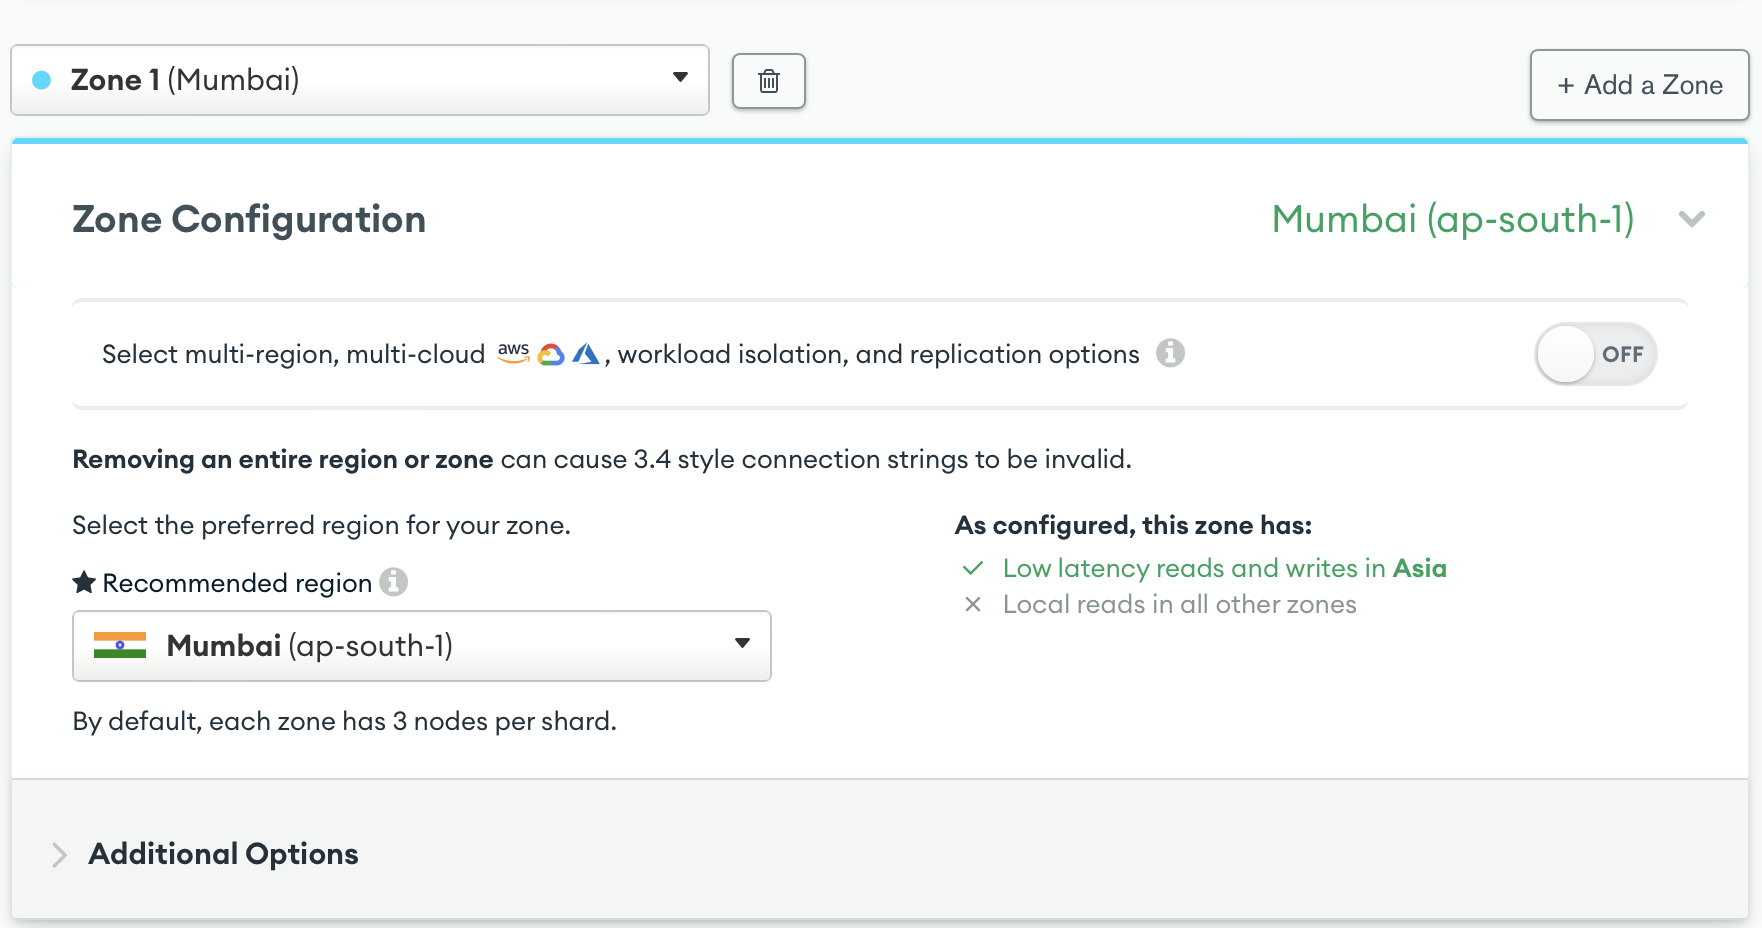 Zone 1 (Mumbai)
+ Add a Zone
Zone Configuration
Mumbai (ap-south-1)
Select multi-region, multi-cloud aws , workload isolation, and replication options
OFF
Removing an entire region or zone can cause 3.4 style connection strings to be invalid.
Select the preferred region for your zone.
★ Recommended region
Mumbai (ap-south-1)
By default, each zone has 3 nodes per shard.
As configured, this zone has:
✓ Low latency reads and writes in Asia
✕ Local reads in all other zones
Additional Options